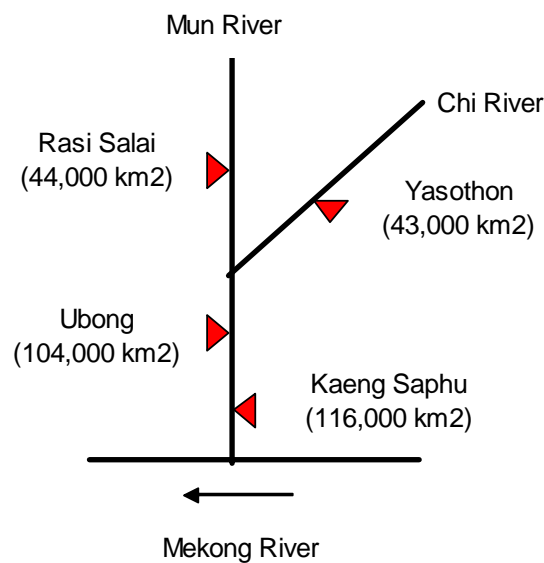 Mun River
Chi River
Rasi Salai
(44,000 km2)
Yasothon
(43,000 km2)
Ubong
(104,000 km2)
Kaeng Saphu
(116,000 km2)
Mekong River